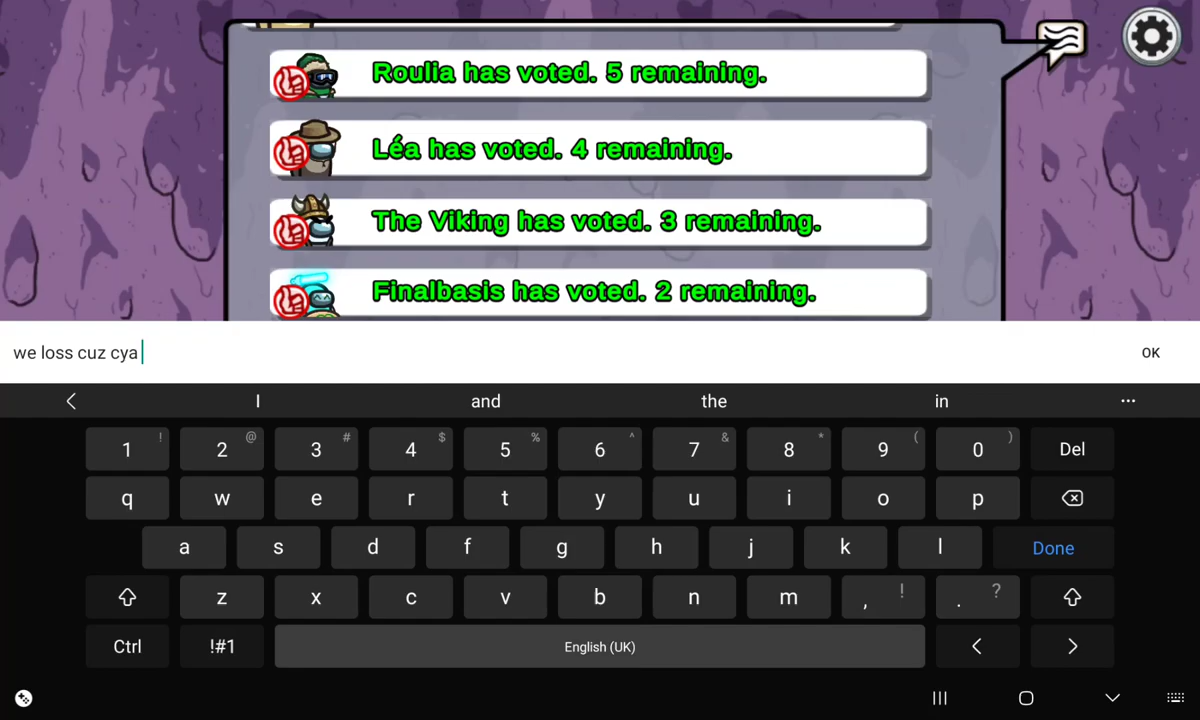 Roulia has voted. 5 remaining.
Léa has voted. 4 remaining.
The Viking has voted. 3 remaining.
Finalbasis has voted. 2 remaining.
we loss cuz cya
OK
I and the in ...
1 ! 2 @ 3 # 4 $ 5 % 6 ^ 7 & 8 * 9 ( 0 ) Del
q w e r t y u i o p
a s d f g h j k l Done
z x c v b n m , ! . ?
Ctrl !#1 English (UK) < >